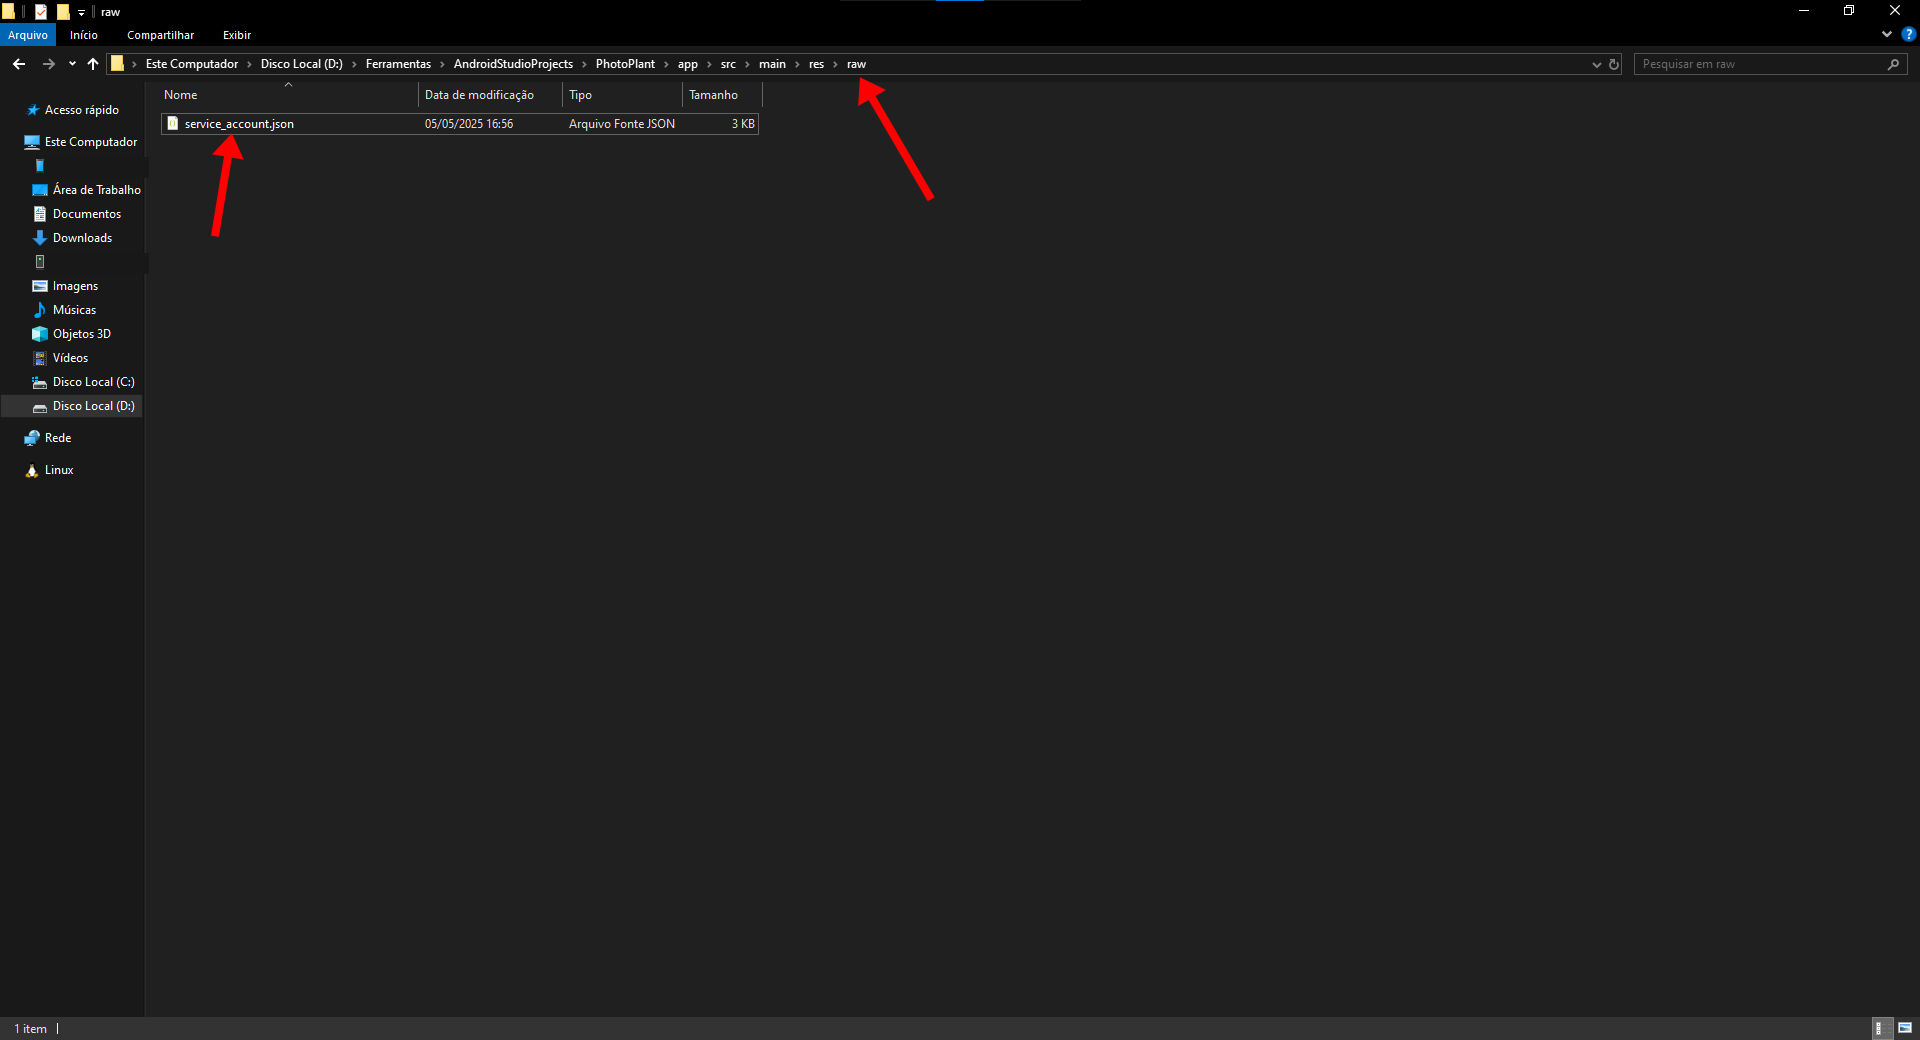 raw
Arquivo Início Compartilhar Exibir
Este Computador Disco Local (D:) Ferramentas AndroidStudioProjects PhotoPlant app src main res raw
Pesquisar em raw
Nome Data de modificação Tipo Tamanho
service_account.json 05/05/2025 16:56 Arquivo Fonte JSON 3 KB
Acesso rápido
Este Computador
Área de Trabalho
Documentos
Downloads
Imagens
Músicas
Objetos 3D
Vídeos
Disco Local (C:)
Disco Local (D:)
Rede
Linux
1 item